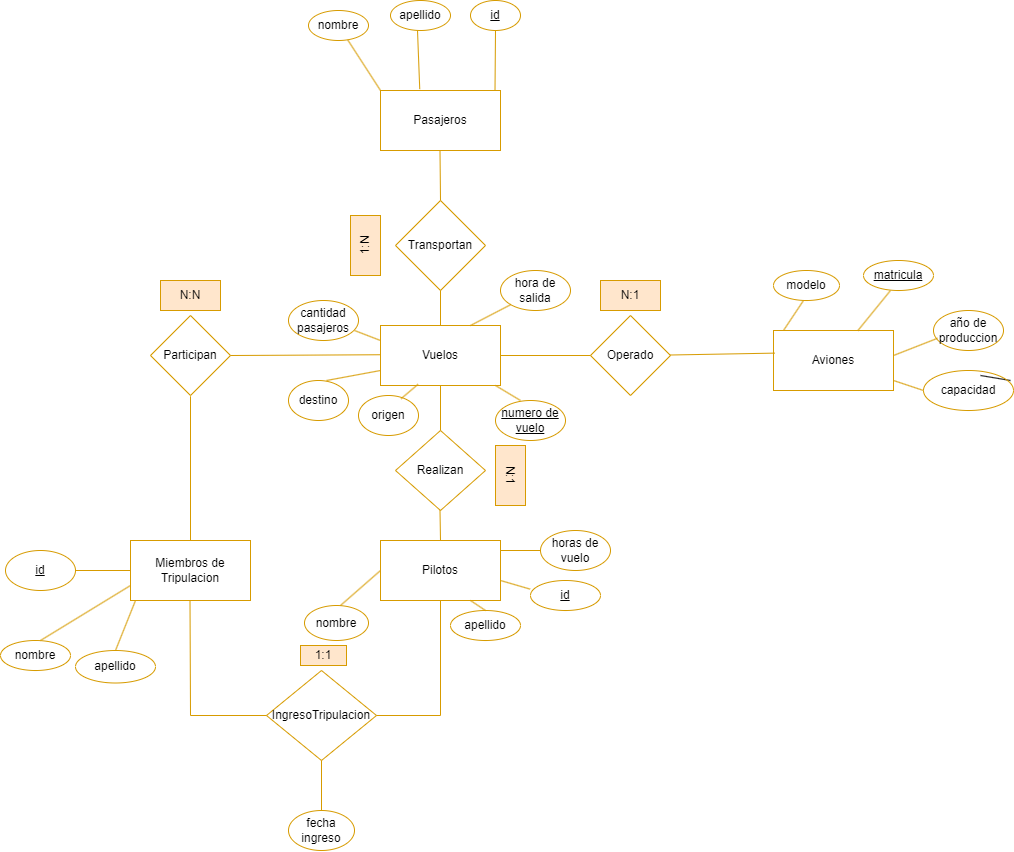 nombre
apellido
id
Pasajeros
N:1
Transportan
N:N
hora de
salida
N:1
modelo
matricula
cantidad
pasajeros
año de
produccion
Participan
Vuelos
Operado
Aviones
capacidad
destino
origen
numero de
vuelo
Realizan
N:1
horas de
vuelo
Miembros de
Tripulacion
Pilotos
id
id
nombre
apellido
nombre
apellido
1:1
IngresoTripulacion
fecha
ingreso